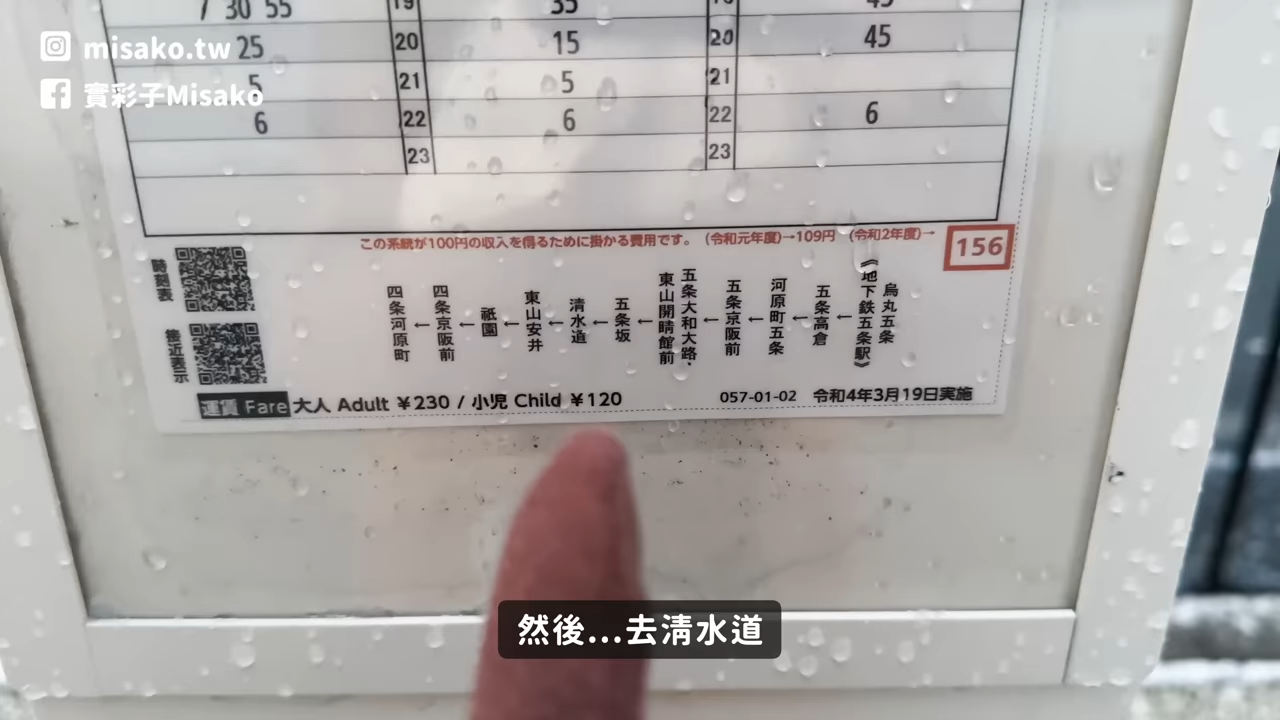 misako.tw
實彩子Misako
7 30 55
19
35
25
20
15
20
45
5
21
5
21
6
22
6
22
6
23
23
この系統が100円の収入を得るために掛かる費用です。(令和元年度)→109円 (令和2年度)→
156
時刻表
接近表示
烏丸五条
《地下鉄五条駅》
←
五条高倉
←
河原町五条
←
五条京阪前
←
五条大和大路・
東山開睛館前
←
五条坂
←
清水道
←
東山安井
←
祇園
←
四条京阪前
←
四条河原町
運賃 Fare 大人 Adult ¥230 / 小児 Child ¥120
057-01-02 令和4年3月19日実施
然後...去清水道